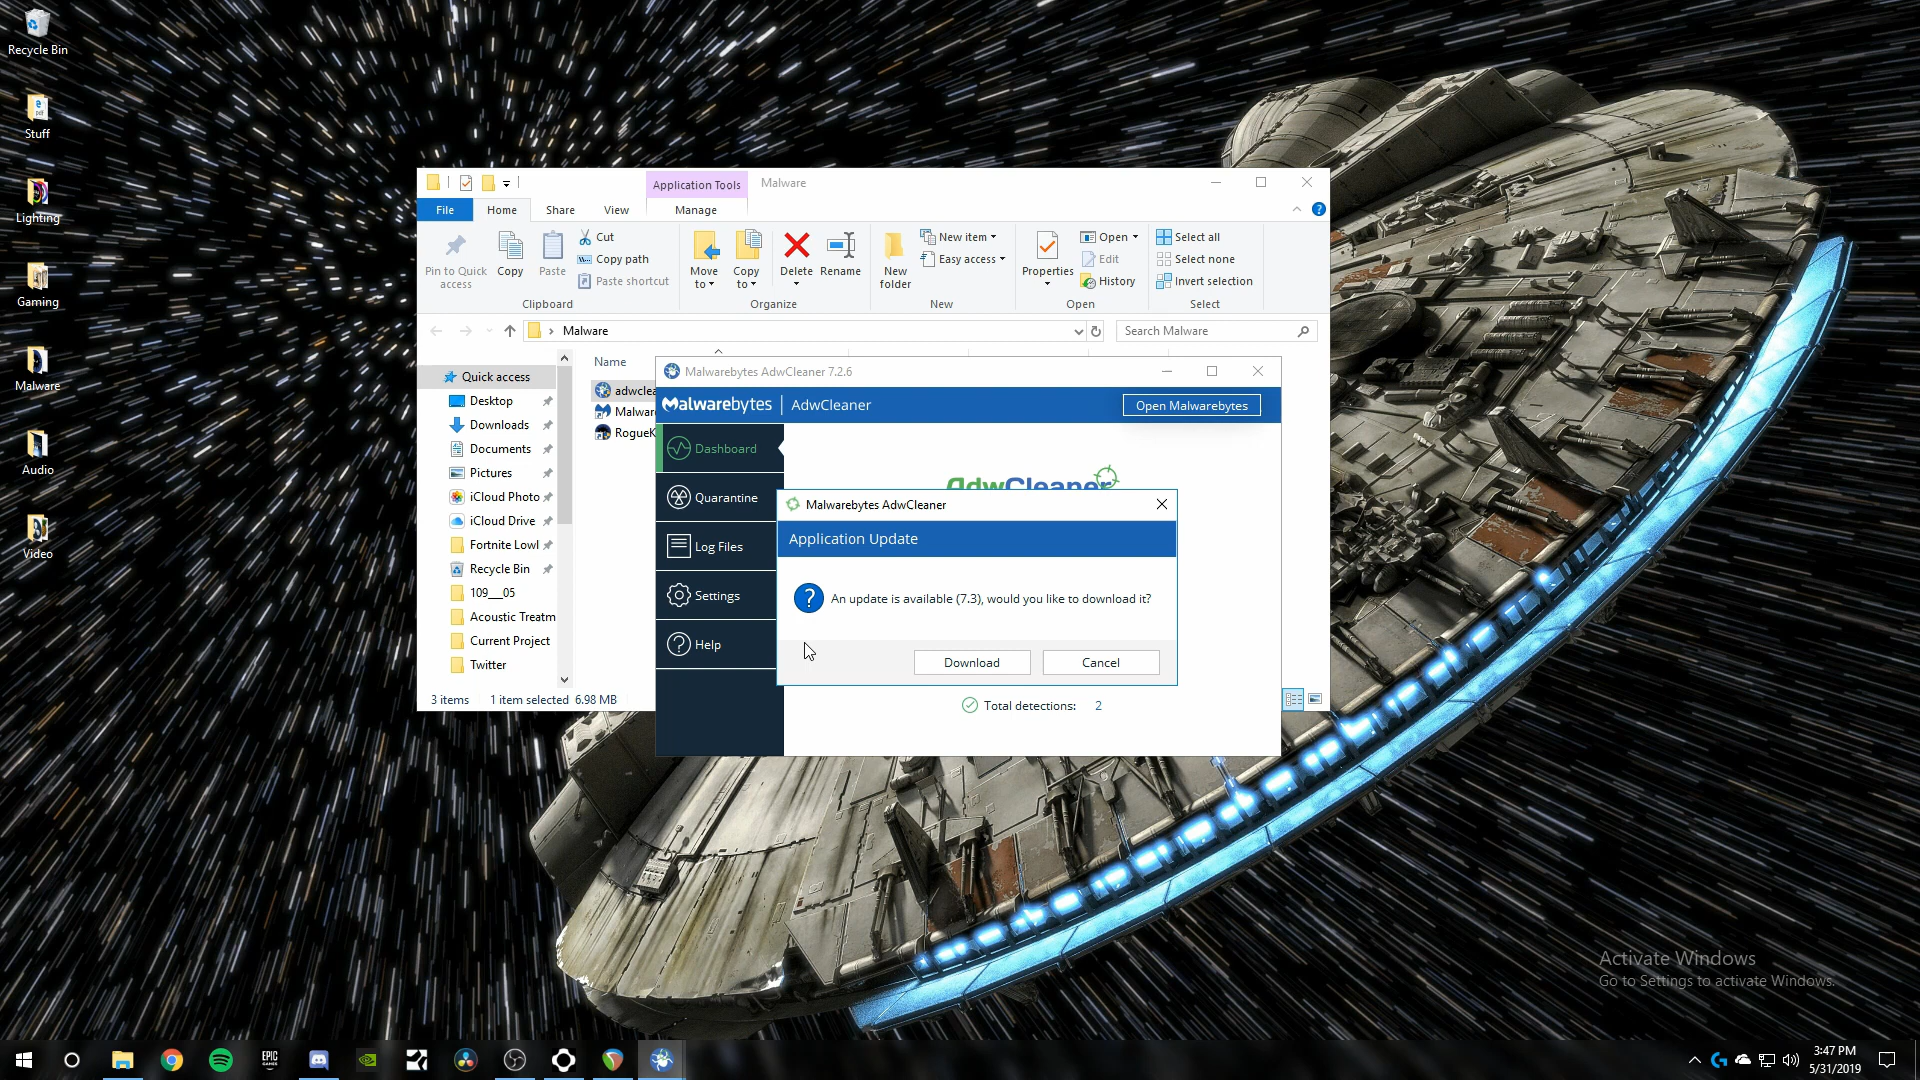 Recycle Bin
Stuff
Lighting
Gaming
Malware
Audio
Video
Application Tools
Malware
File
Home
Share
View
Manage
Pin to Quick access
Copy
Paste
Cut
Copy path
Paste shortcut
Clipboard
Move to
Copy to
Delete
Rename
Organize
New folder
New item
Easy access
New
Properties
Open
Edit
History
Open
Select all
Select none
Invert selection
Select
Malware
Search Malware
Name
Quick access
Desktop
Downloads
Documents
Pictures
iCloud Photo
iCloud Drive
Fortnite Lowl
Recycle Bin
109___05
Acoustic Treatm
Current Project
Twitter
adwclea
Malwar
RogueK
3 items
1 item selected 6.98 MB
Malwarebytes AdwCleaner 7.2.6
Malwarebytes | AdwCleaner
Open Malwarebytes
Dashboard
Quarantine
Log Files
Settings
Help
AdwCleaner
Malwarebytes AdwCleaner
Application Update
An update is available (7.3), would you like to download it?
Download
Cancel
Total detections: 2
Activate Windows
Go to Settings to activate Windows.
EPIC GAMES
3:47 PM
5/31/2019